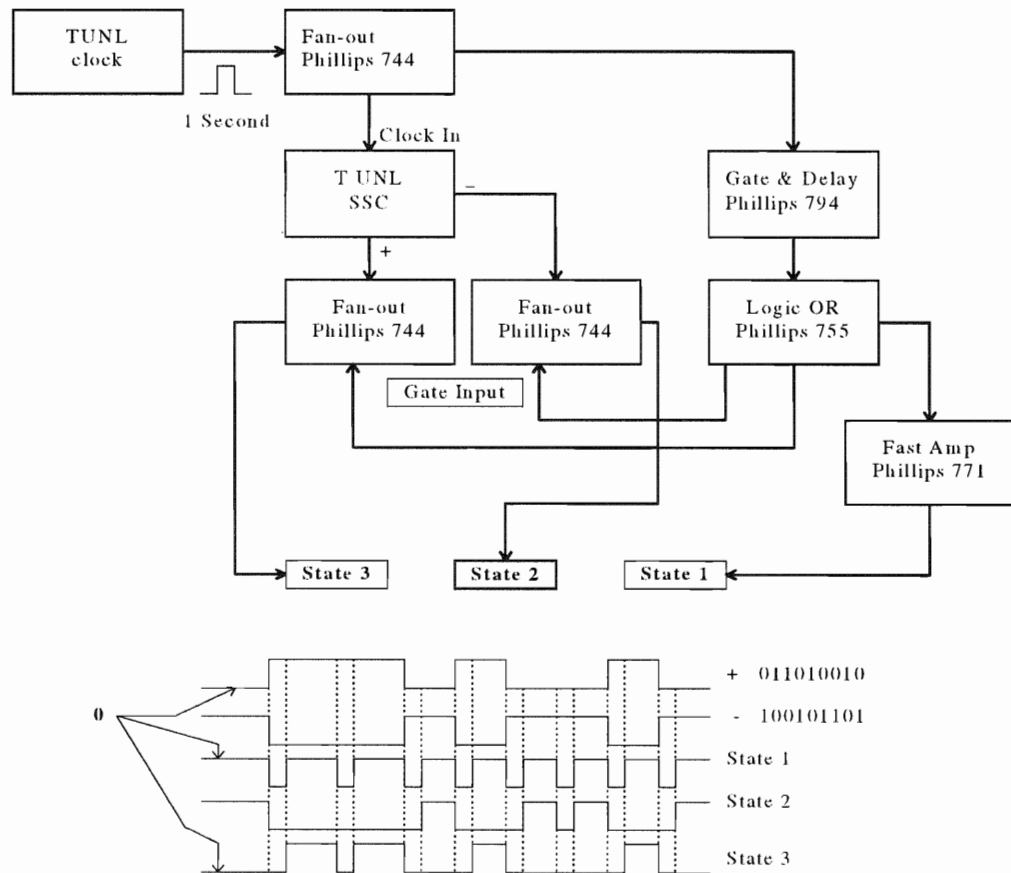 TUNL
clock
Fan-out
Phillips 744
1 Second
Clock In
T UNL
SSC
–
+
Gate & Delay
Phillips 794
Fan-out
Phillips 744
Fan-out
Phillips 744
Logic OR
Phillips 755
Gate Input
Fast Amp
Phillips 771
State 3
State 2
State 1
+ 011010010
0
- 100101101
State 1
State 2
State 3